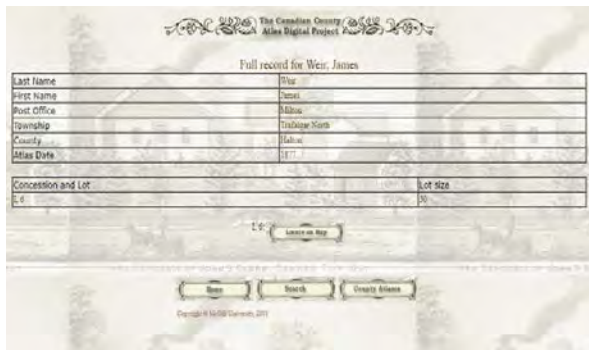 The Canadian County
Atlas Digital Project
Full record for Weir, James
Last Name Weir
First Name James
Post Office Milton
Township Trafalgar North
County Halton
Atlas Date 1877
Concession and Lot Lot size
1, 6 50
1, 6: Locate on Map
Home Search County Atlases
Copyright © McGill University, 2001